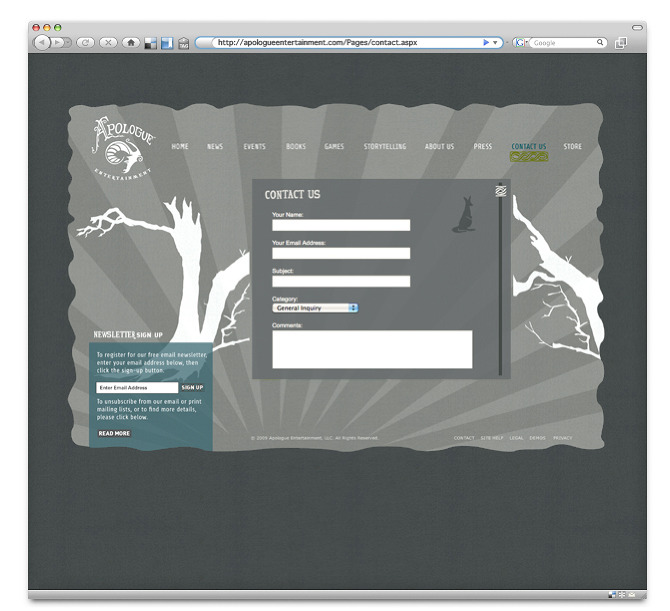 http://apologueentertainment.com/Pages/contact.aspx
Google
APOLOGUE
ENTERTAINMENT
HOME NEWS EVENTS BOOKS GAMES STORYTELLING ABOUT US PRESS CONTACT US STORE
CONTACT US
Your Name:
Your Email Address:
Subject:
Category:
General Inquiry
Comments:
NEWSLETTER SIGN UP
To register for our free email newsletter,
enter your email address below, then
click the sign-up button.
Enter Email Address SIGN UP
To unsubscribe from our email or print
mailing lists, or to find more details,
please click below.
READ MORE
Apologue Entertainment, LLC. All Rights Reserved.
CONTACT SITE HELP LEGAL PRIVACY